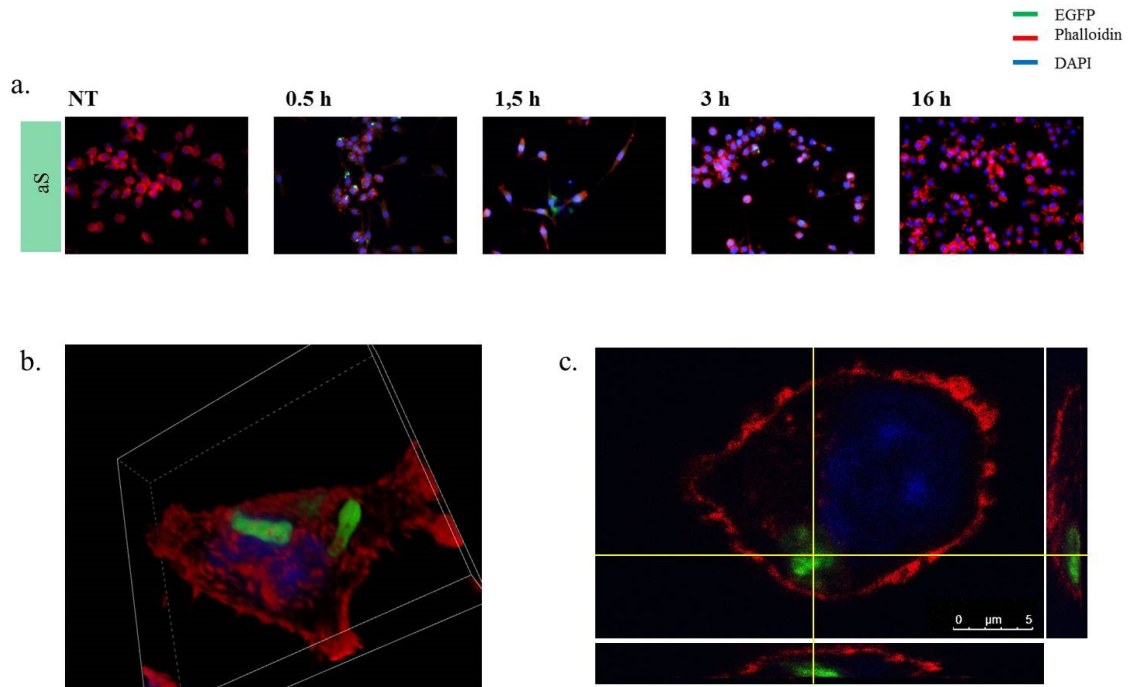 EGFP
Phalloidin
DAPI
a.
NT 0.5 h 1,5 h 3 h 16 h
aS
b.
c.
0 µm 5